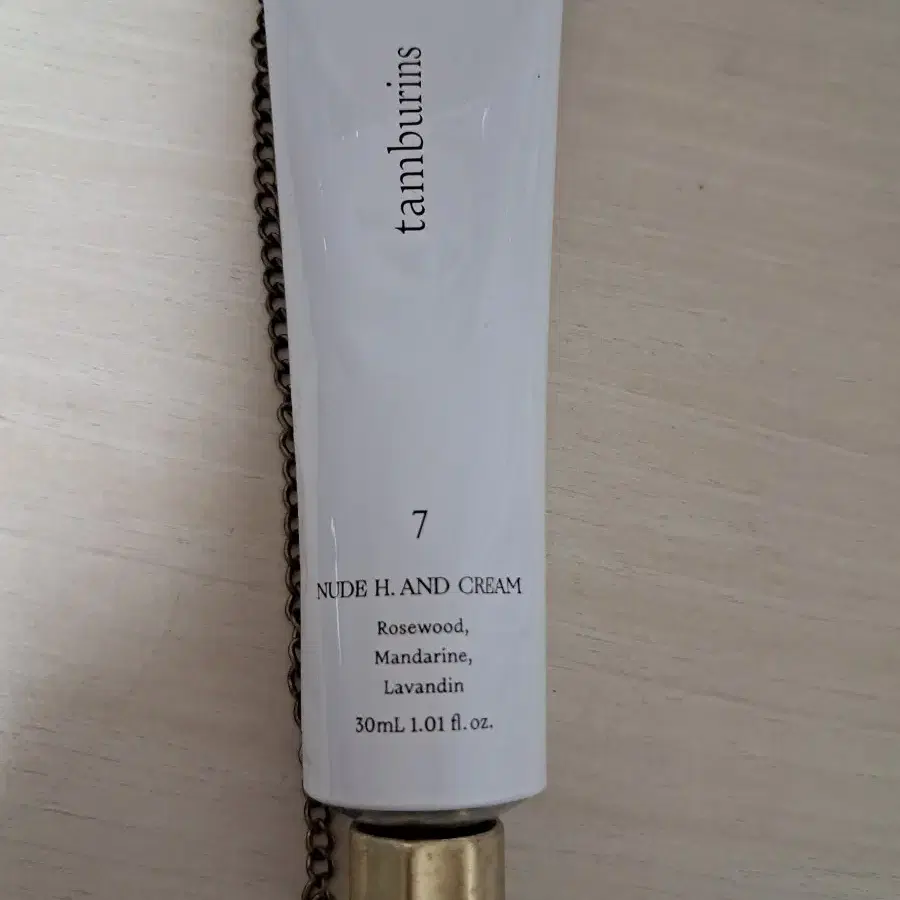 tamburins
7
NUDE H. AND CREAM
Rosewood,
Mandarine,
Lavandin
30mL 1.01 fl. oz.